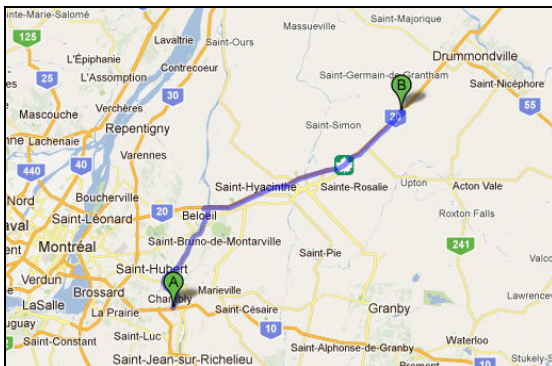 Sainte-Marie-Salomé
Saint-Majorique
Massueville
125
L'Épiphanie
Lavaltrie
Saint-Ours
Drummondville
Contrecoeur
L'Assomption
Saint-Germain-de-Grantham
25
Saint-Nicéphore
B
Mascouche
Verchères
30
20
55
Repentigny
Saint-Simon
Lachenaie
Varennes
440
40
Saint-Hyacinthe
Sainte-Rosalie
Upton
Acton Vale
Nord
Boucherville
Laval
Saint-Léonard
20
Beloeil
Roxton Falls
Saint-Bruno-de-Montarville
Montréal
Saint-Pie
241
Saint-Hubert
A
Verdun
Chambly
Marieville
LaSalle
Brossard
La Prairie
Saint-Césaire
Granby
Lawrencev
Saint-Luc
10
Waterloo
Saint-Constant
Saint-Alphonse-de-Granby
10
Saint-Jean-sur-Richelieu